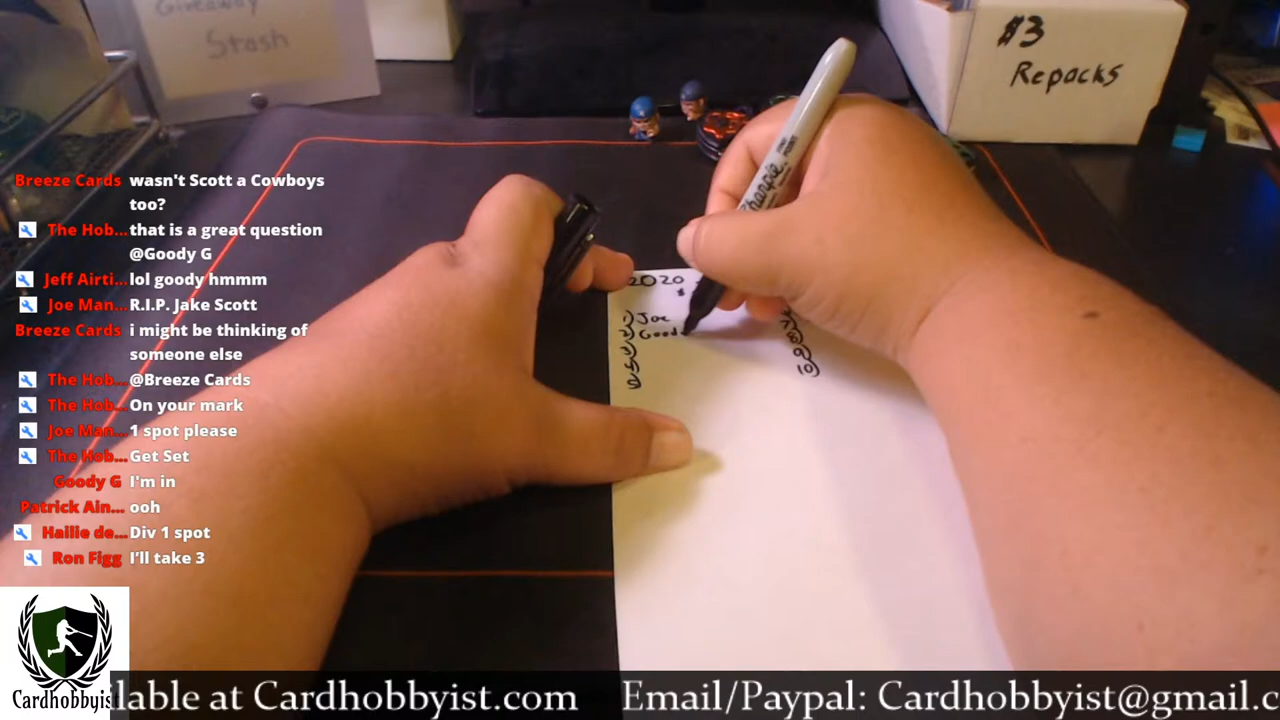 Giveaway
Stash
$3
Repacks
Sharpie
2020
$
Joe
Good
Breeze Cards wasn't Scott a Cowboys
too?
The Hob... that is a great question
@Goody G
Jeff Airti... lol goody hmmm
Joe Man... R.I.P. Jake Scott
Breeze Cards i might be thinking of
someone else
The Hob... @Breeze Cards
The Hob... On your mark
Joe Man... 1 spot please
The Hob... Get Set
Goody G I'm in
Patrick Ain... ooh
Hailie de... Div 1 spot
Ron Figg I'll take 3
Cardhobbyis
lable at Cardhobbyist.com Email/Paypal: Cardhobbyist@gmail.c